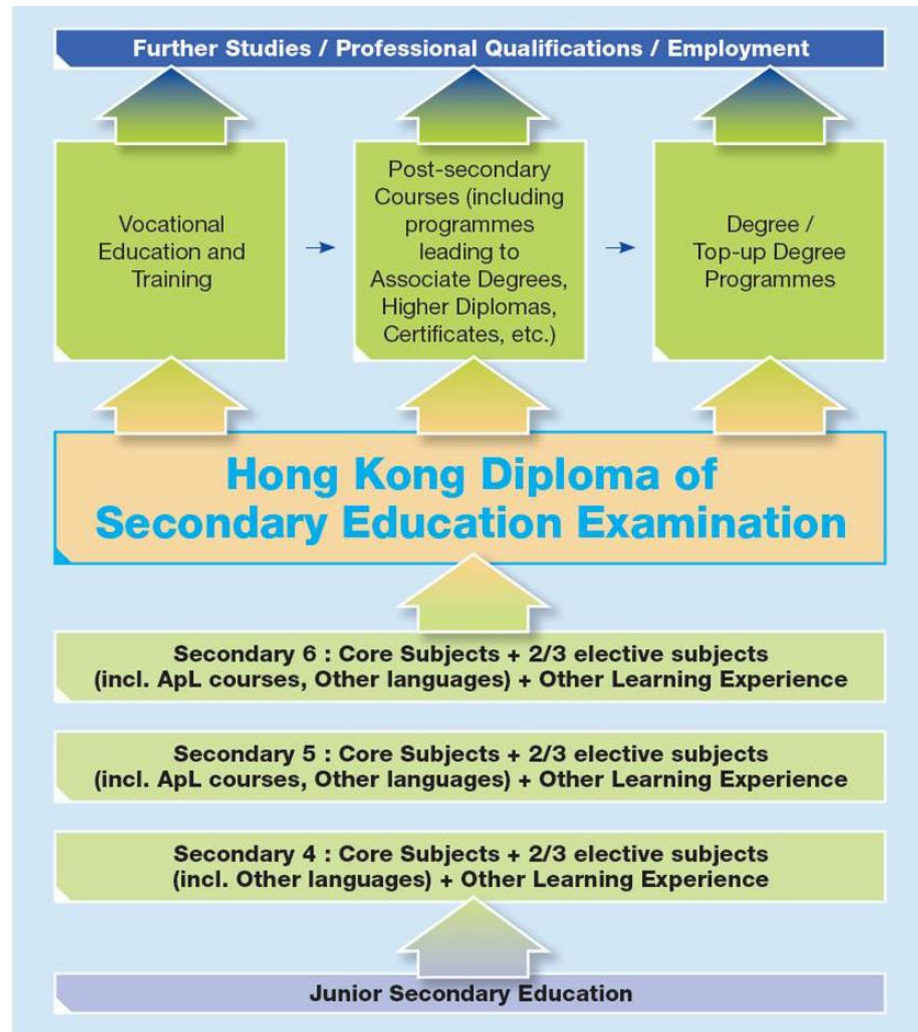 Further Studies / Professional Qualifications / Employment
Vocational
Education and
Training
Post-secondary
Courses (including
programmes
leading to
Associate Degrees,
Higher Diplomas,
Certificates, etc.)
Degree /
Top-up Degree
Programmes
Hong Kong Diploma of
Secondary Education Examination
Secondary 6 : Core Subjects + 2/3 elective subjects
(incl. ApL courses, Other languages) + Other Learning Experience
Secondary 5 : Core Subjects + 2/3 elective subjects
(incl. ApL courses, Other languages) + Other Learning Experience
Secondary 4 : Core Subjects + 2/3 elective subjects
(incl. Other languages) + Other Learning Experience
Junior Secondary Education